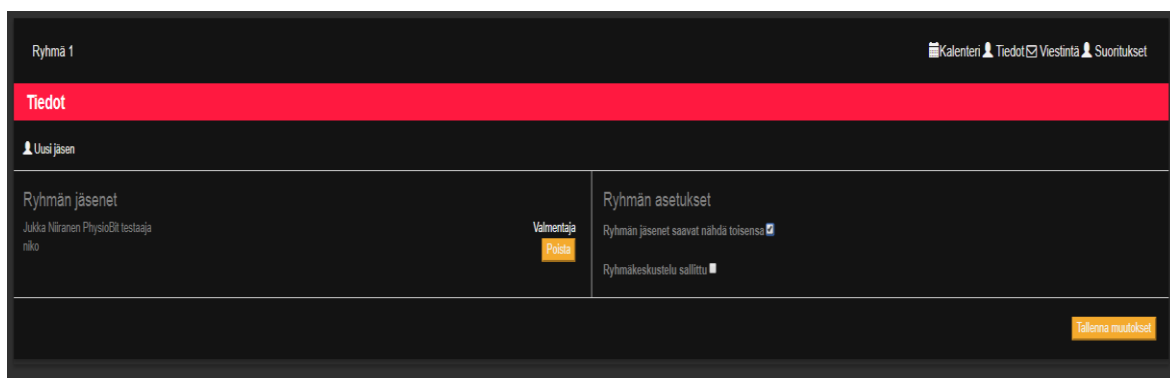 Ryhmä 1
Kalenteri Tiedot Viestintä Suoritukset
Tiedot
Uusi jäsen
Ryhmän jäsenet
Jukka Niiranen PhysioBit testaaja Valmentaja
niko Poista
Ryhmän asetukset
Ryhmän jäsenet saavat nähdä toisensa
Ryhmäkeskustelu sallittu
Tallenna muutokset